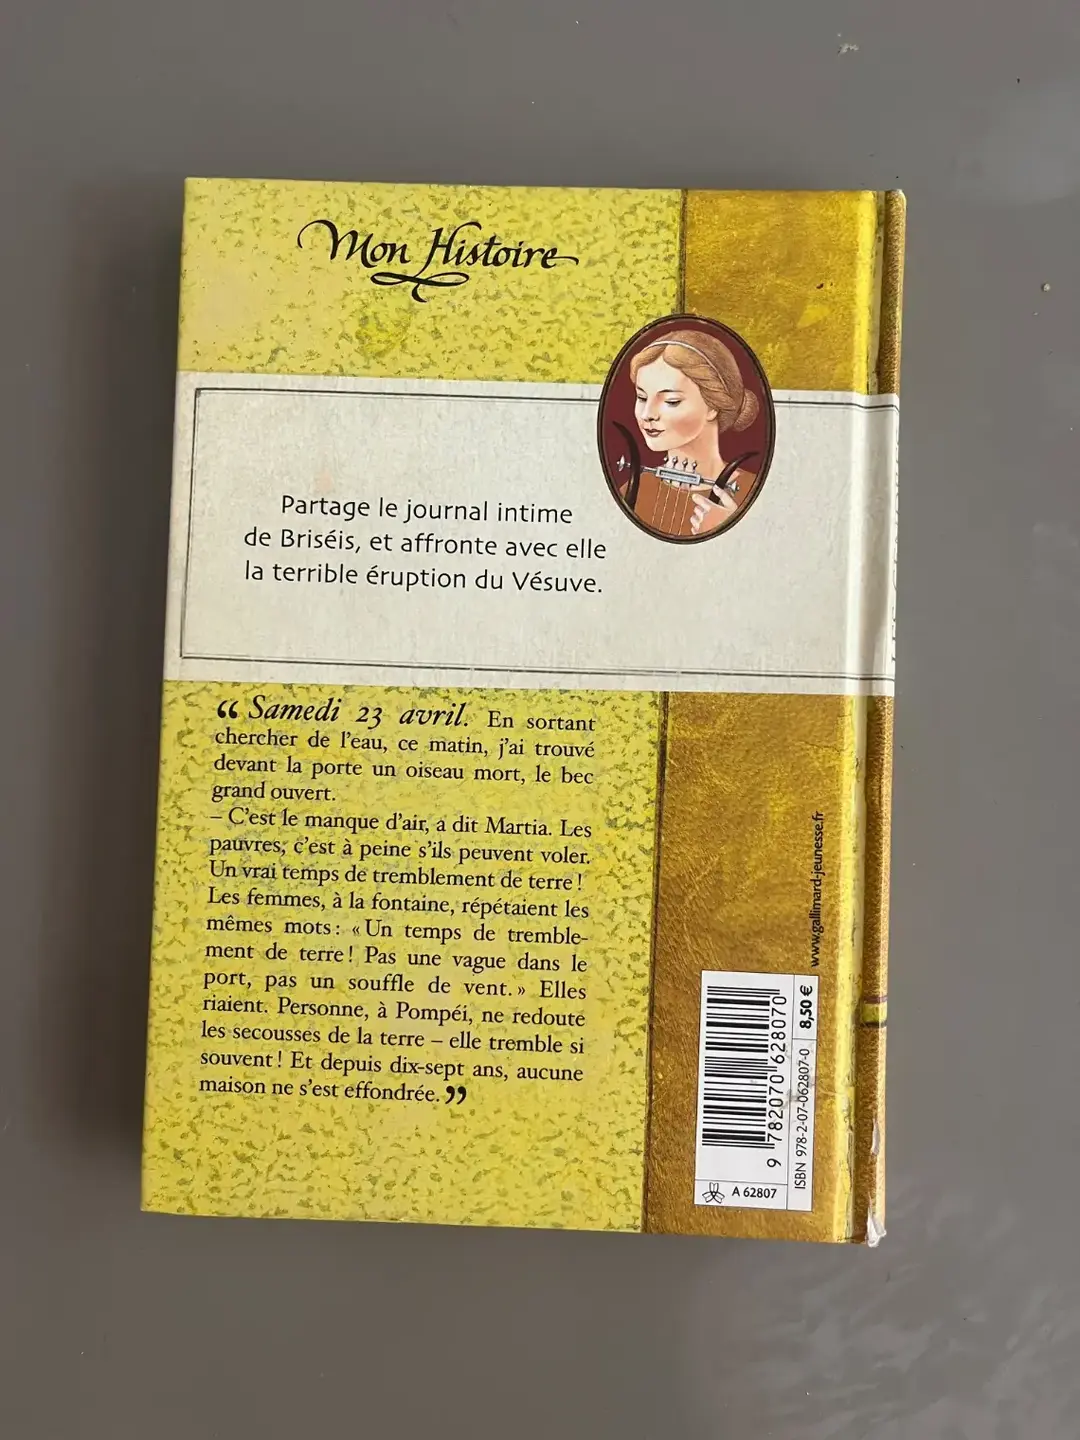 Mon Histoire
Partage le journal intime
de Briséis, et affronte avec elle
la terrible éruption du Vésuve.
“ Samedi 23 avril. En sortant
chercher de l'eau, ce matin, j'ai trouvé
devant la porte un oiseau mort, le bec
grand ouvert.
– C'est le manque d'air, a dit Martia. Les
pauvres, c'est à peine s'ils peuvent voler.
Un vrai temps de tremblement de terre !
Les femmes, à la fontaine, répétaient les
mêmes mots : « Un temps de tremble-
ment de terre ! Pas une vague dans le
port, pas un souffle de vent. » Elles
riaient. Personne, à Pompéi, ne redoute
les secousses de la terre – elle tremble si
souvent ! Et depuis dix-sept ans, aucune
maison ne s'est effondrée. ”
www.gallimard-jeunesse.fr
9 782070 628070
ISBN 978-2-07-062807-0
8,50 €
A 62807